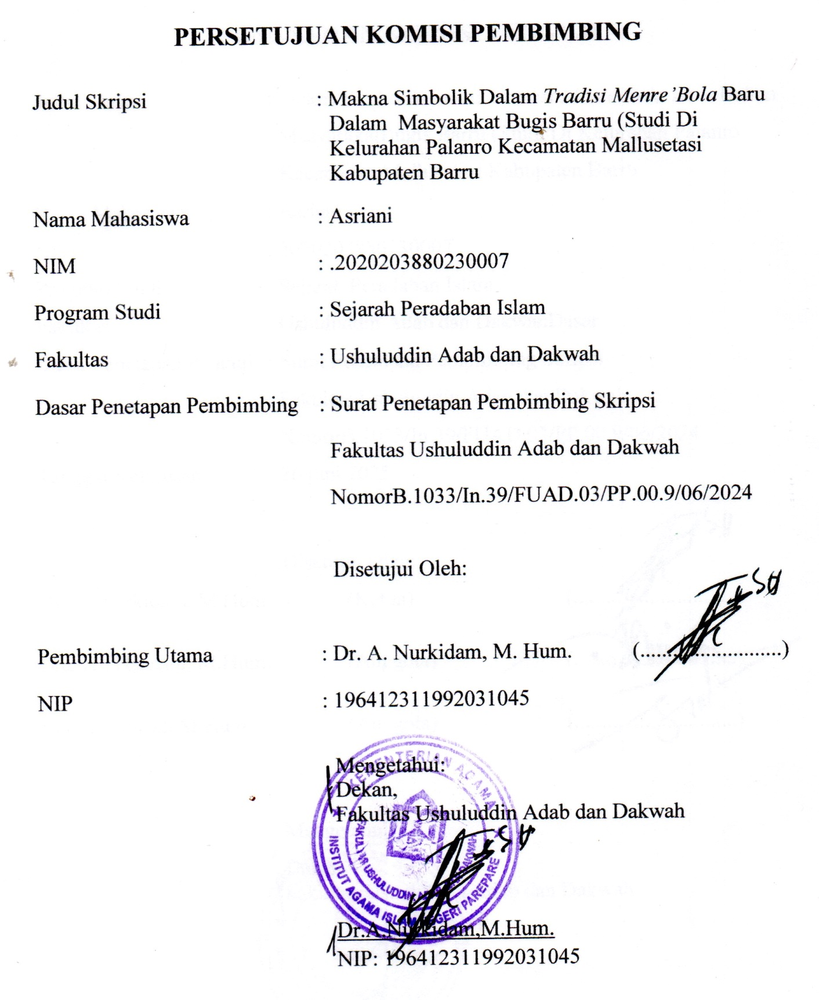 PERSETUJUAN KOMISI PEMBIMBING
Judul Skripsi : Makna Simbolik Dalam Tradisi Menre’Bola Baru
Dalam Masyarakat Bugis Barru (Studi Di
Kelurahan Palanro Kecamatan Mallusetasi
Kabupaten Barru
Nama Mahasiswa : Asriani
NIM : .2020203880230007
Program Studi : Sejarah Peradaban Islam
Fakultas : Ushuluddin Adab dan Dakwah
Dasar Penetapan Pembimbing : Surat Penetapan Pembimbing Skripsi
Fakultas Ushuluddin Adab dan Dakwah
NomorB.1033/In.39/FUAD.03/PP.00.9/06/2024
Disetujui Oleh:
Pembimbing Utama : Dr. A. Nurkidam, M. Hum. (...........................)
NIP : 196412311992031045
Mengetahui:
Dekan,
Fakultas Ushuluddin Adab dan Dakwah
KEMENTERIAN AGAMA
INSTITUT AGAMA ISLAM NEGERI PAREPARE
FAKULTAS USHULUDDIN, ADAB DAN DAKWAH
Dr.A.Nurkidam,M.Hum.
NIP: 196412311992031045